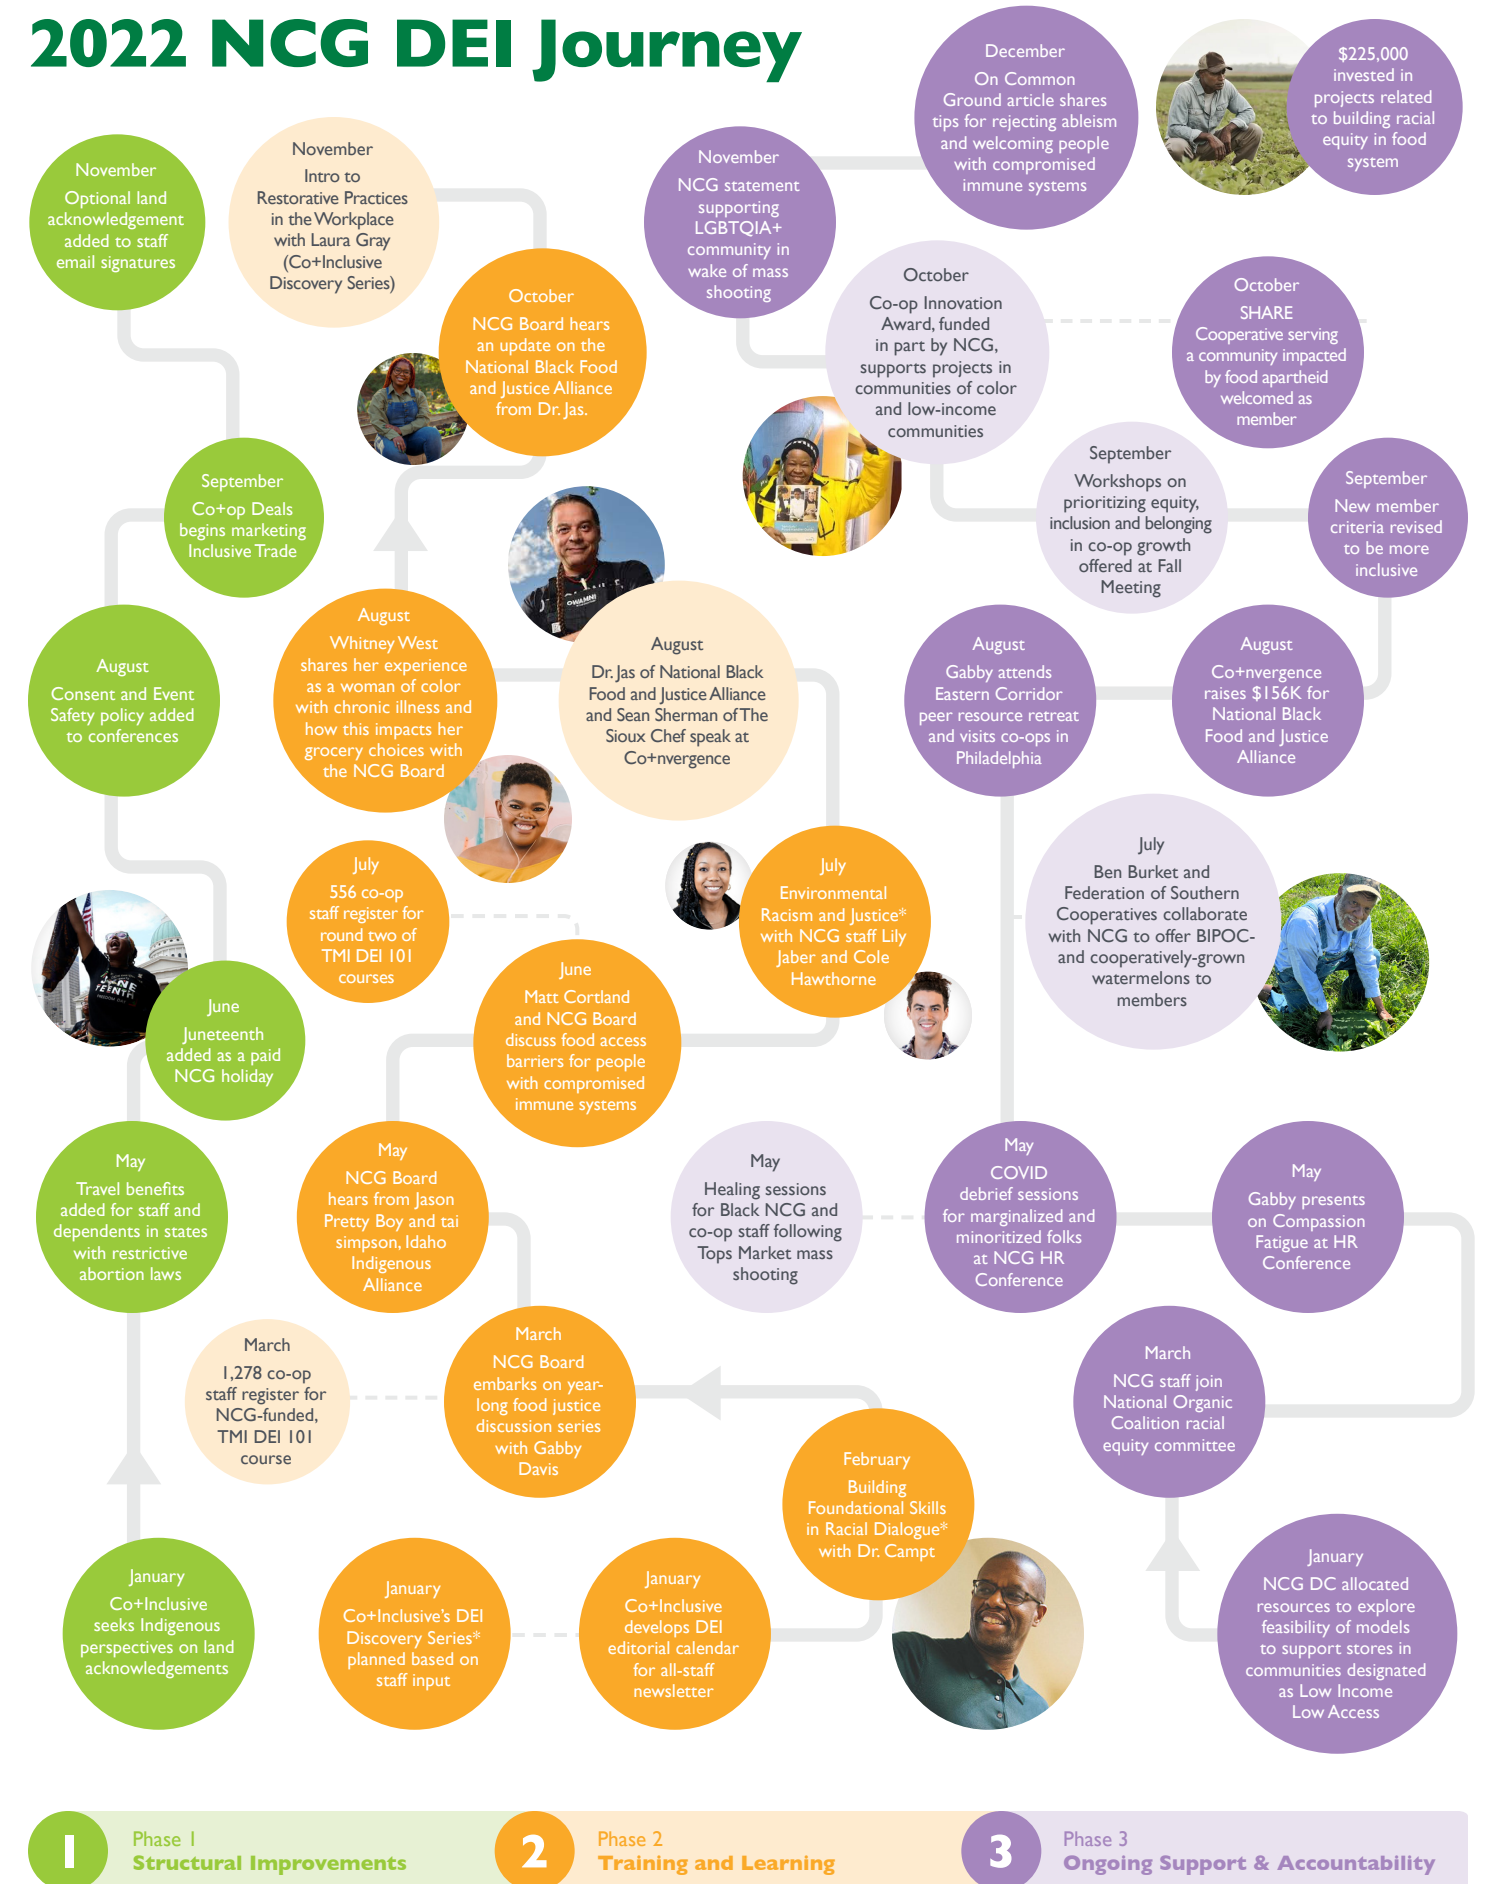 2022 NCG DEI Journey
November
Optional land
acknowledgement
added to staff
email signatures
November
Intro to
Restorative Practices
in the Workplace
with Laura Gray
(Co+Inclusive
Discovery Series)
October
NCG Board hears
an update on the
National Black Food
and Justice Alliance
from Dr. Jas.
November
NCG statement
supporting
LGBTQIA+
community in
wake of mass
shooting
December
On Common
Ground article shares
tips for rejecting ableism
and welcoming people
with compromised
immune systems
$225,000
invested in
projects related
to building racial
equity in food
system
October
Co-op Innovation
Award, funded
in part by NCG,
supports projects in
communities of color
and low-income
communities
October
SHARE
Cooperative serving
a community impacted
by food apartheid
welcomed as
member
September
Co+op Deals
begins marketing
Inclusive Trade
September
Workshops on
prioritizing equity,
inclusion and belonging
in co-op growth
offered at Fall
Meeting
September
New member
criteria revised
to be more
inclusive
OWAMNI
August
Consent and Event
Safety policy added
to conferences
August
Whitney West
shares her experience
as a woman of color
with chronic illness and
how this impacts her
grocery choices with
the NCG Board
August
Dr. Jas of National Black
Food and Justice Alliance
and Sean Sherman of The
Sioux Chef speak at
Co+nvergence
August
Gabby attends
Eastern Corridor
peer resource retreat
and visits co-ops in
Philadelphia
August
Co+nvergence
raises $156K for
National Black
Food and Justice
Alliance
July
556 co-op
staff register for
round two of
TMI DEI 101
courses
July
Environmental
Racism and Justice*
with NCG staff Lily
Jaber and Cole
Hawthorne
July
Ben Burket and
Federation of Southern
Cooperatives collaborate
with NCG to offer BIPOC-
and cooperatively-grown
watermelons to
members
JUNE
TEENTH
June
Juneteenth
added as a paid
NCG holiday
June
Matt Cortland
and NCG Board
discuss food access
barriers for people
with compromised
immune systems
May
Travel benefits
added for staff and
dependents in states
with restrictive
abortion laws
May
NCG Board
hears from Jason
Pretty Boy and tai
simpson, Idaho
Indigenous
Alliance
May
Healing sessions
for Black NCG and
co-op staff following
Tops Market mass
shooting
May
COVID
debrief sessions
for marginalized and
minoritized folks
at NCG HR
Conference
May
Gabby presents
on Compassion
Fatigue at HR
Conference
March
1,278 co-op
staff register for
NCG-funded,
TMI DEI 101
course
March
NCG Board
embarks on year-
long food justice
discussion series
with Gabby
Davis
March
NCG staff join
National Organic
Coalition racial
equity committee
February
Building
Foundational Skills
in Racial Dialogue*
with Dr. Campt
January
Co+Inclusive
seeks Indigenous
perspectives on land
acknowledgements
January
Co+Inclusive's DEI
Discovery Series*
planned based on
staff input
January
Co+Inclusive
develops DEI
editorial calendar
for all-staff
newsletter
January
NCG DC allocated
resources to explore
feasibility of models
to support stores in
communities designated
as Low Income
Low Access
1
Phase 1
Structural Improvements
2
Phase 2
Training and Learning
3
Phase 3
Ongoing Support & Accountability